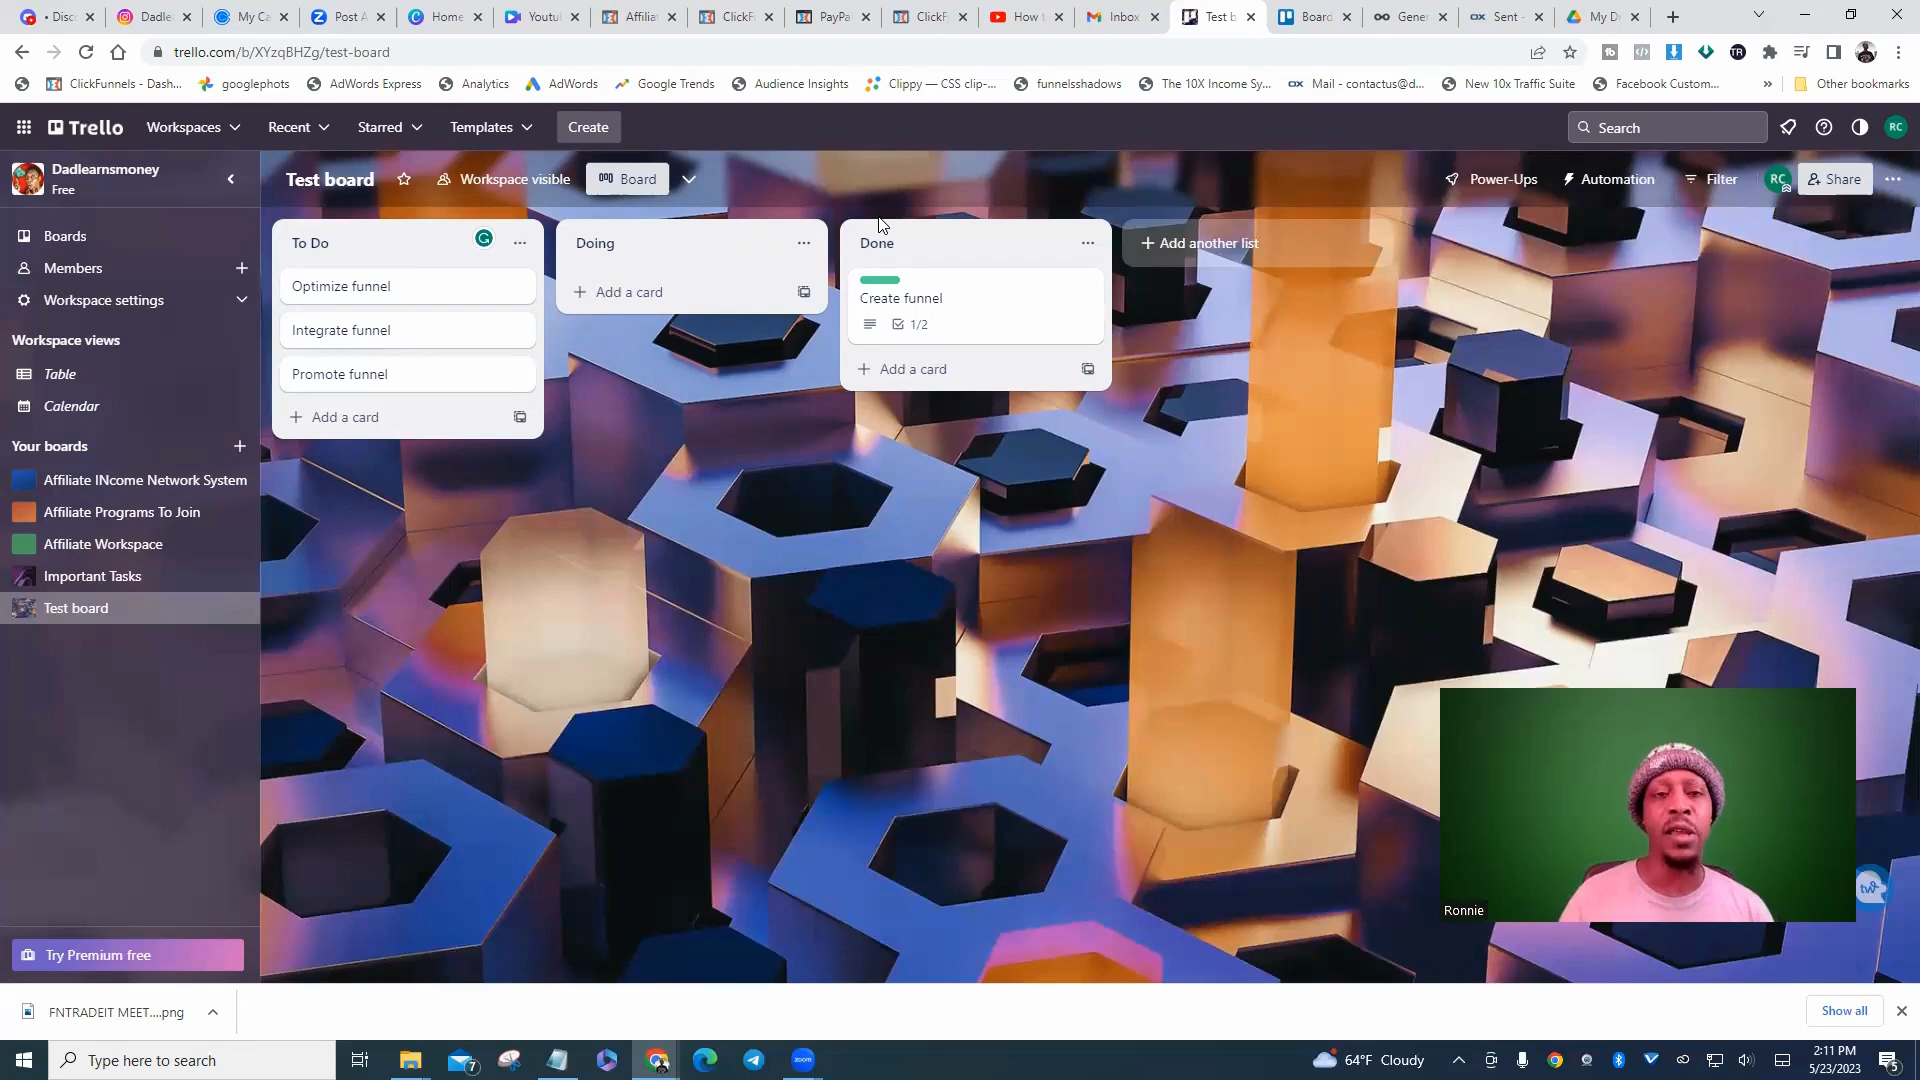 Disc
Dadle
My Ca
Post A
Home
Youtu
Affiliat
ClickF
PayPa
ClickF
How t
Inbox
Test b
Board
Gener
Sent -
My D
trello.com/b/XYzqBHZg/test-board
ClickFunnels - Dash...
googlephots
AdWords Express
Analytics
AdWords
Google Trends
Audience Insights
Clippy — CSS clip-...
funnelsshadows
The 10X Income Sy...
Mail - contactus@d...
New 10x Traffic Suite
Facebook Custom...
Other bookmarks
Trello
Workspaces
Recent
Starred
Templates
Create
Search
RC
Dadlearnsmoney
Free
Test board
Workspace visible
Board
Power-Ups
Automation
Filter
RC
Share
Boards
Members
Workspace settings
Workspace views
Table
Calendar
Your boards
Affiliate INcome Network System
Affiliate Programs To Join
Affiliate Workspace
Important Tasks
Test board
Try Premium free
To Do
Optimize funnel
Integrate funnel
Promote funnel
Add a card
Doing
Add a card
Done
Create funnel
1/2
Add a card
Add another list
Ronnie
tw
FNTRADEIT MEET....png
Show all
Type here to search
7
zoom
64°F Cloudy
2:11 PM
5/23/2023
5